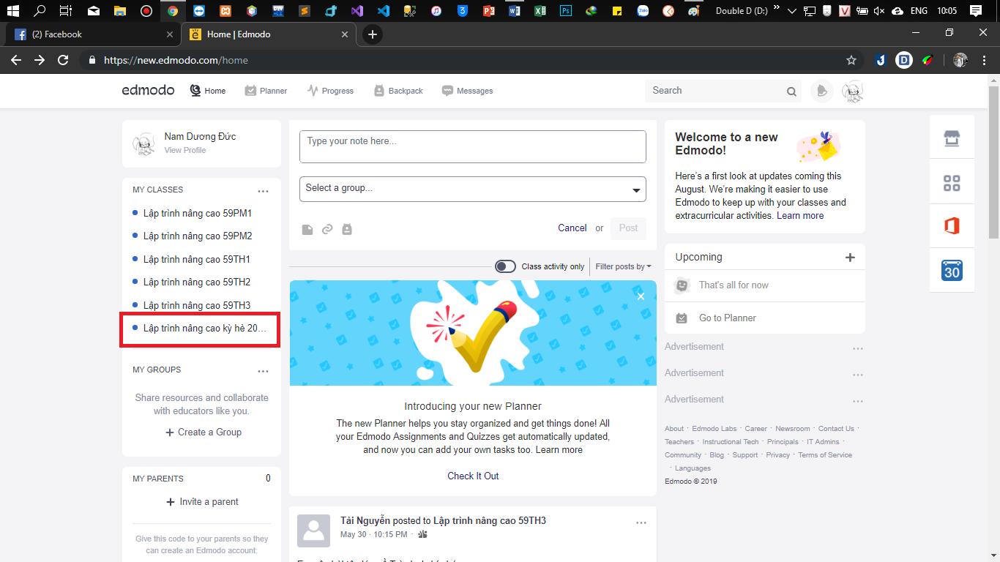 Double D (D:)
ENG
10:05
(2) Facebook
Home | Edmodo
https://new.edmodo.com/home
edmodo
Home
Planner
Progress
Backpack
Messages
Search
Nam Dương Đức
View Profile
MY CLASSES
Lập trình nâng cao 59PM1
Lập trình nâng cao 59PM2
Lập trình nâng cao 59TH1
Lập trình nâng cao 59TH2
Lập trình nâng cao 59TH3
Lập trình nâng cao kỳ hè 20...
MY GROUPS
Share resources and collaborate
with educators like you.
Create a Group
MY PARENTS 0
Invite a parent
Give this code to your parents so they
can create an Edmodo account:
Type your note here...
Select a group...
Cancel or Post
Class activity only
Filter posts by
Introducing your new Planner
The new Planner helps you stay organized and get things done! All
your Edmodo Assignments and Quizzes get automatically updated,
and now you can add your own tasks too. Learn more
Check It Out
Tài Nguyễn posted to Lập trình nâng cao 59TH3
May 30 · 10:15 PM ·
Welcome to a new
Edmodo!
Here's a first look at updates coming this
August. We're making it easier to use
Edmodo to keep up with your classes and
extracurricular activities. Learn more
Upcoming
That's all for now
Go to Planner
Advertisement
Advertisement
Advertisement
About · Edmodo Labs · Career · Newsroom · Contact Us ·
Teachers · Instructional Tech · Principals · IT Admins ·
Community · Blog · Support · Privacy · Terms of Service
· Languages
Edmodo © 2019
30